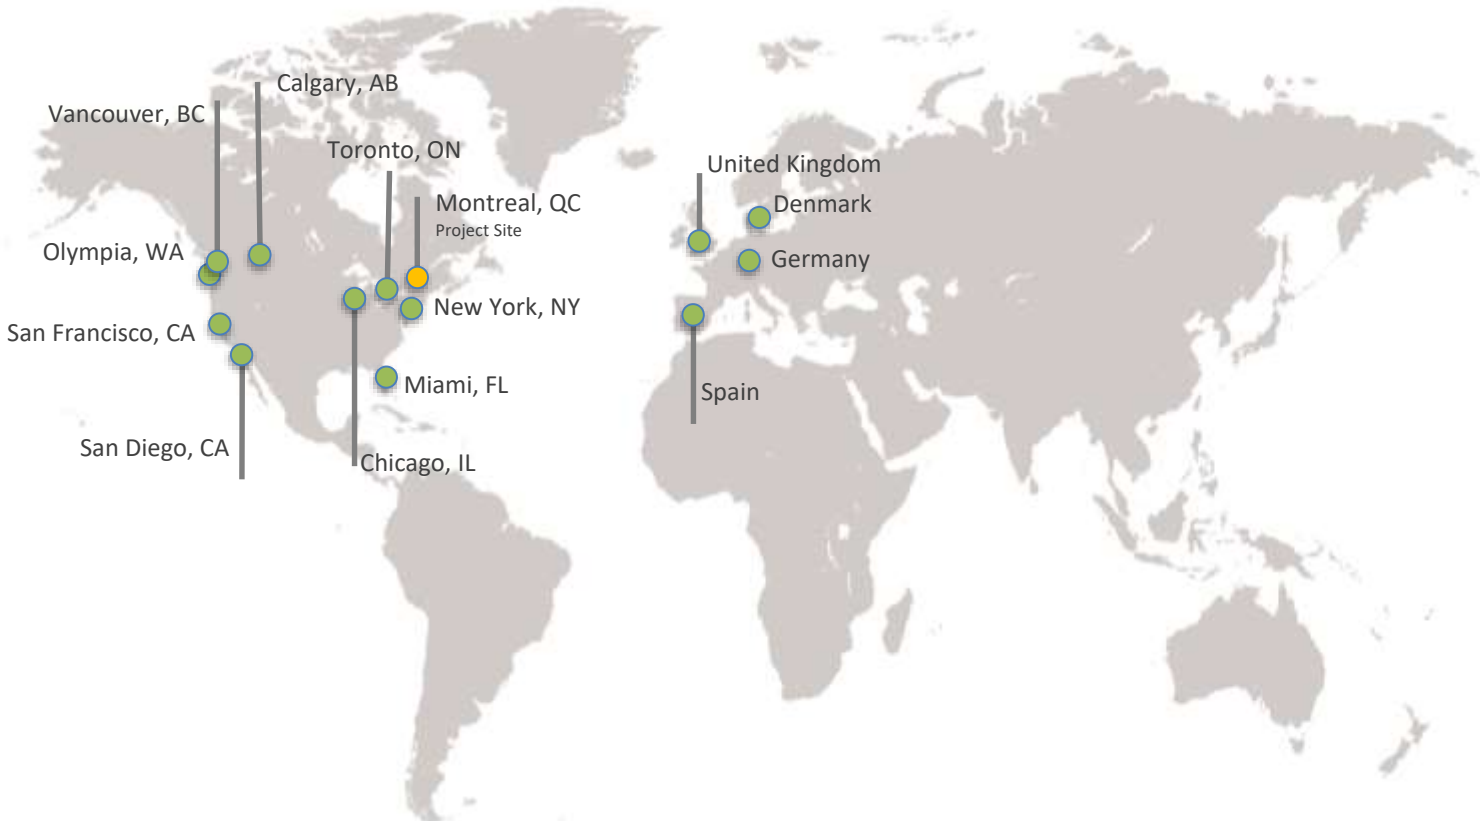 Calgary, AB
Vancouver, BC
Toronto, ON
United Kingdom
Montreal, QC
Project Site
Denmark
Olympia, WA
Germany
New York, NY
San Francisco, CA
Miami, FL
Spain
San Diego, CA
Chicago, IL